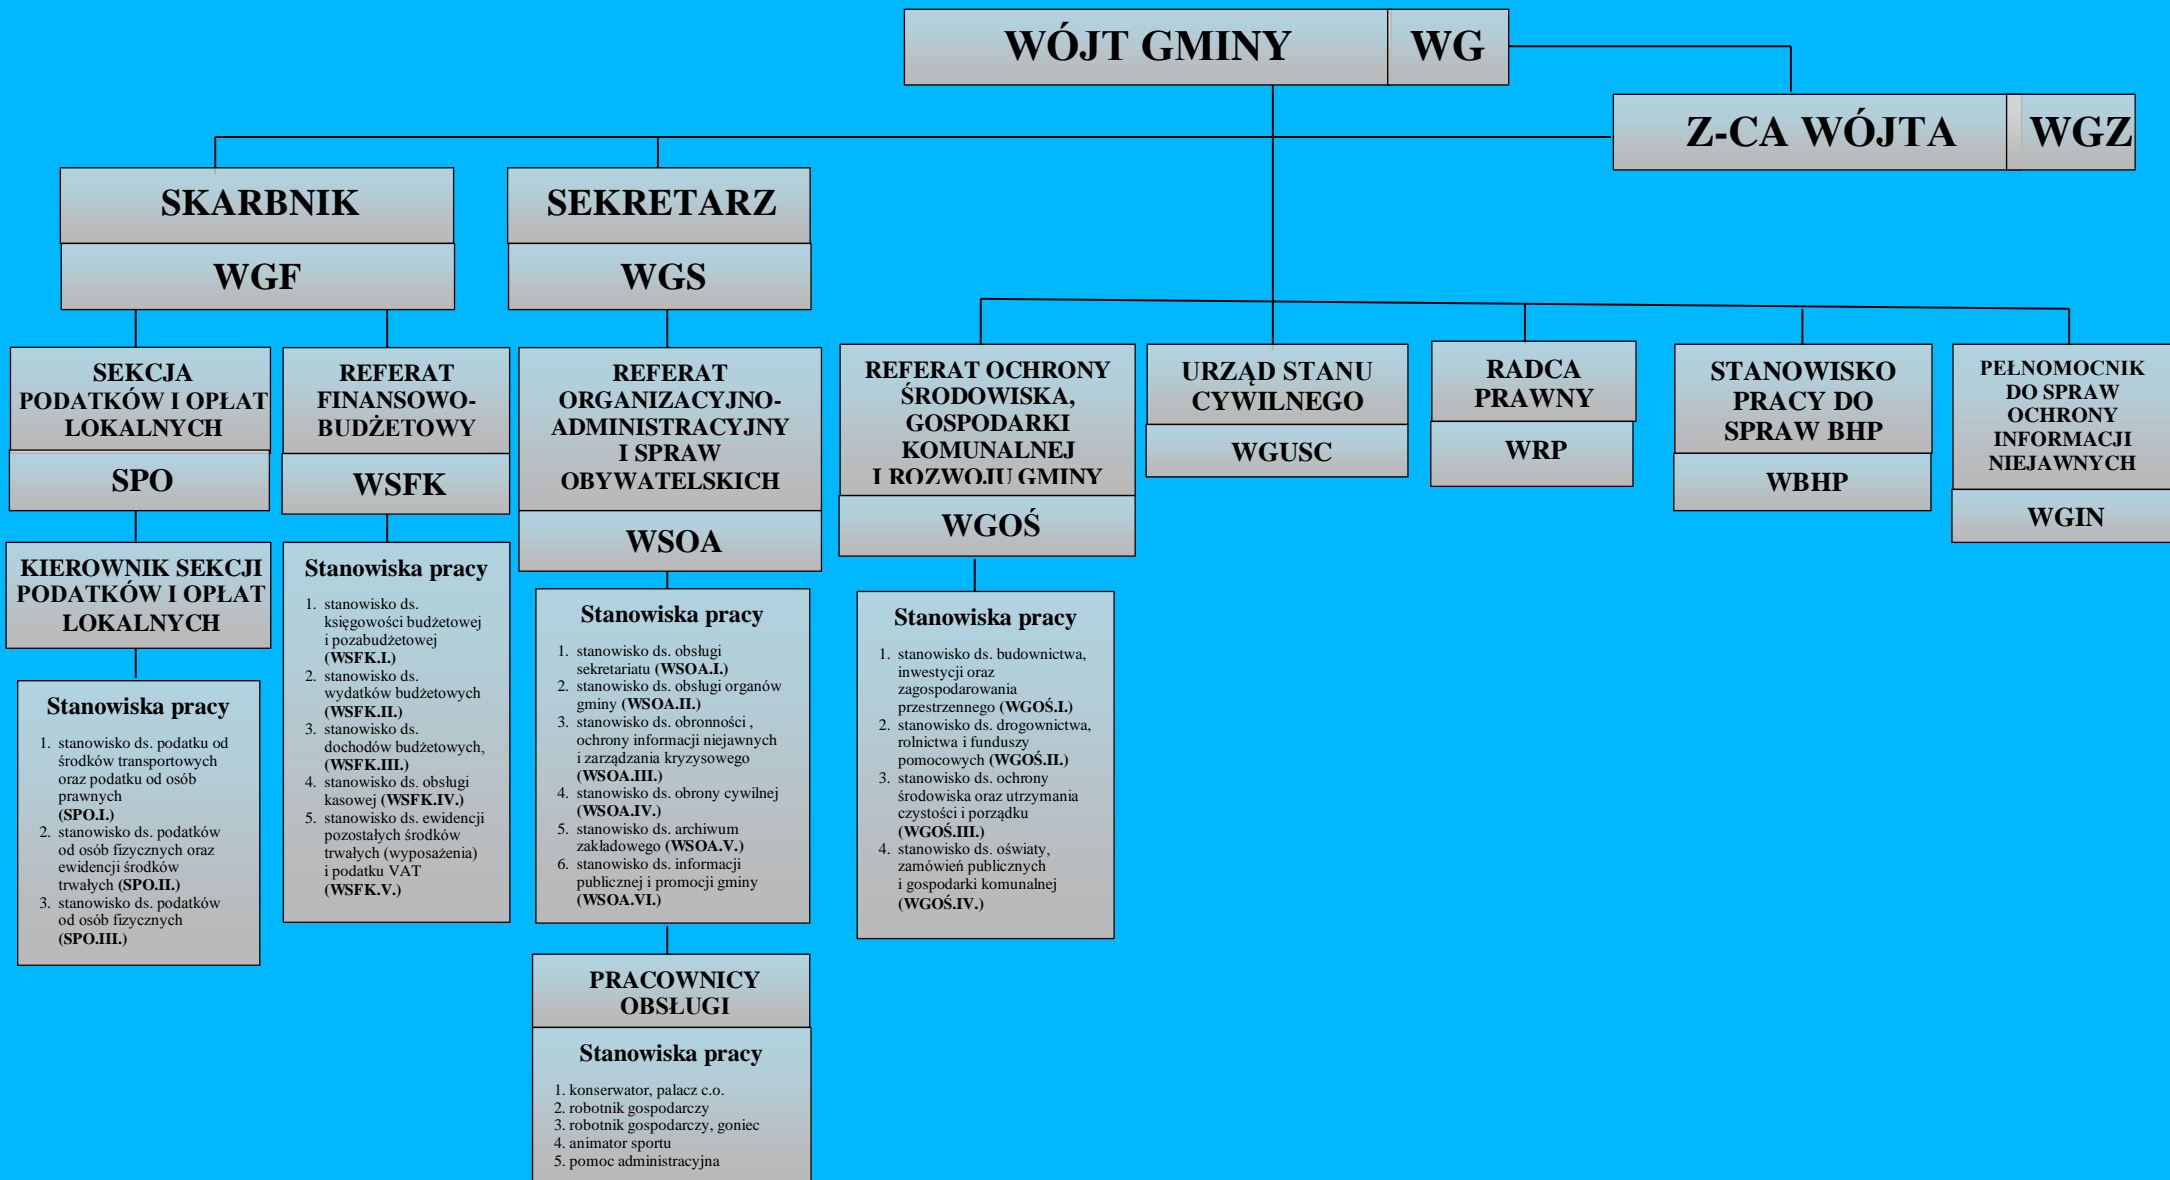 WÓJT GMINY
WG
Z-CA WÓJTA
WGZ
SKARBNIK
WGF
SEKRETARZ
WGS
SEKCJA
PODATKÓW I OPŁAT
LOKALNYCH
SPO
KIEROWNIK SEKCJI
PODATKÓW I OPŁAT
LOKALNYCH
Stanowiska pracy
1. stanowisko ds. podatku od
środków transportowych
oraz podatku od osób
prawnych
(SPO.I.)
2. stanowisko ds. podatków
od osób fizycznych oraz
ewidencji środków
trwałych (SPO.II.)
3. stanowisko ds. podatków
od osób fizycznych
(SPO.III.)
REFERAT
FINANSOWO-
BUDŻETOWY
WSFK
Stanowiska pracy
1. stanowisko ds.
księgowości budżetowej
i pozabudżetowej
(WSFK.I.)
2. stanowisko ds.
wydatków budżetowych
(WSFK.II.)
3. stanowisko ds.
dochodów budżetowych,
(WSFK.III.)
4. stanowisko ds. obsługi
kasowej (WSFK.IV.)
5. stanowisko ds. ewidencji
pozostałych środków
trwałych (wyposażenia)
i podatku VAT
(WSFK.V.)
REFERAT
ORGANIZACYJNO-
ADMINISTRACYJNY
I SPRAW
OBYWATELSKICH
WSOA
Stanowiska pracy
1. stanowisko ds. obsługi
sekretariatu (WSOA.I.)
2. stanowisko ds. obsługi organów
gminy (WSOA.II.)
3. stanowisko ds. obronności ,
ochrony informacji niejawnych
i zarządzania kryzysowego
(WSOA.III.)
4. stanowisko ds. obrony cywilnej
(WSOA.IV.)
5. stanowisko ds. archiwum
zakładowego (WSOA.V.)
6. stanowisko ds. informacji
publicznej i promocji gminy
(WSOA.VI.)
PRACOWNICY
OBSŁUGI
Stanowiska pracy
1. konserwator, palacz c.o.
2. robotnik gospodarczy
3. robotnik gospodarczy, goniec
4. animator sportu
5. pomoc administracyjna
REFERAT OCHRONY
ŚRODOWISKA,
GOSPODARKI
KOMUNALNEJ
I ROZWOJU GMINY
WGOŚ
Stanowiska pracy
1. stanowisko ds. budownictwa,
inwestycji oraz
zagospodarowania
przestrzennego (WGOŚ.I.)
2. stanowisko ds. drogownictwa,
rolnictwa i funduszy
pomocowych (WGOŚ.II.)
3. stanowisko ds. ochrony
środowiska oraz utrzymania
czystości i porządku
(WGOŚ.III.)
4. stanowisko ds. oświaty,
zamówień publicznych
i gospodarki komunalnej
(WGOŚ.IV.)
URZĄD STANU
CYWILNEGO
WGUSC
RADCA
PRAWNY
WRP
STANOWISKO
PRACY DO
SPRAW BHP
WBHP
PEŁNOMOCNIK
DO SPRAW
OCHRONY
INFORMACJI
NIEJAWNYCH
WGIN